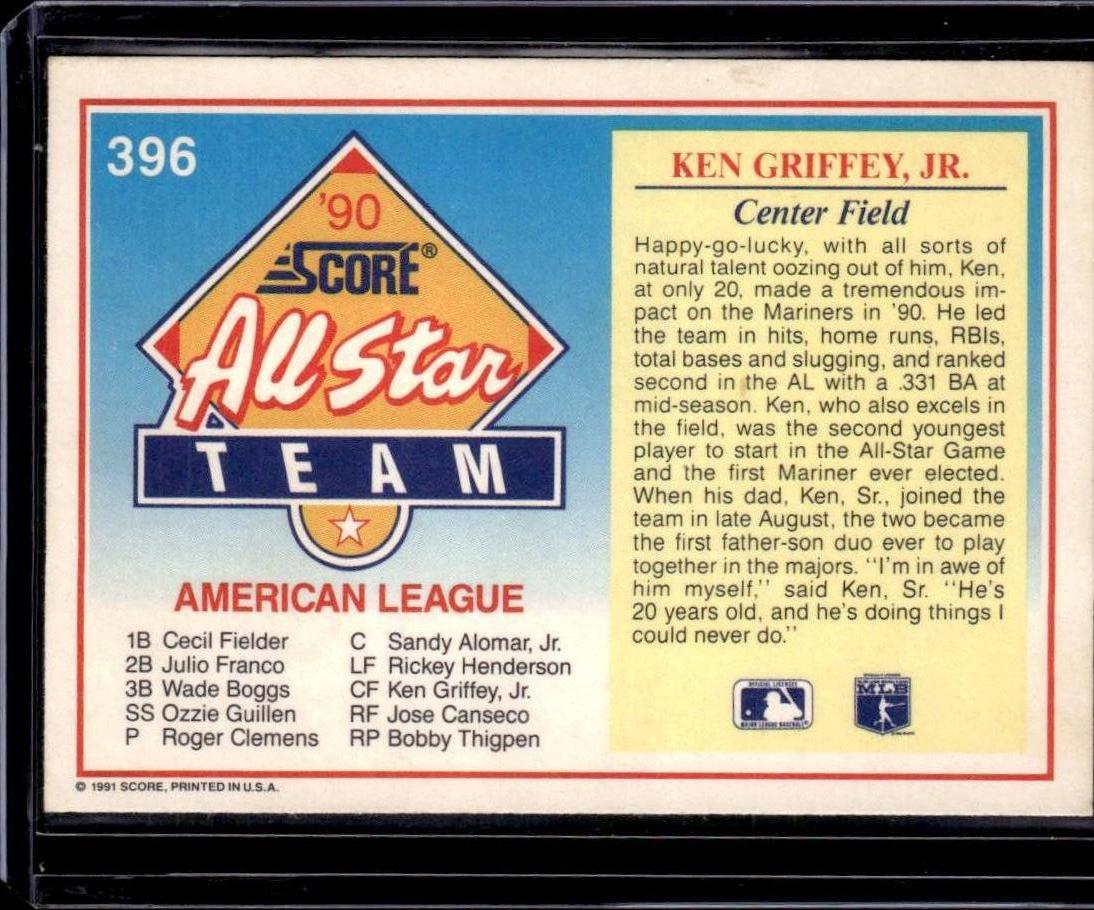 396
'90
SCORE®
All Star
TEAM
AMERICAN LEAGUE
1B Cecil Fielder
2B Julio Franco
3B Wade Boggs
SS Ozzie Guillen
P Roger Clemens
C Sandy Alomar, Jr.
LF Rickey Henderson
CF Ken Griffey, Jr.
RF Jose Canseco
RP Bobby Thigpen
KEN GRIFFEY, JR.
Center Field
Happy-go-lucky, with all sorts of
natural talent oozing out of him, Ken,
at only 20, made a tremendous im-
pact on the Mariners in '90. He led
the team in hits, home runs, RBIs,
total bases and slugging, and ranked
second in the AL with a .331 BA at
mid-season. Ken, who also excels in
the field, was the second youngest
player to start in the All-Star Game
and the first Mariner ever elected.
When his dad, Ken, Sr., joined the
team in late August, the two became
the first father-son duo ever to play
together in the majors. "I'm in awe of
him myself," said Ken, Sr. "He's
20 years old, and he's doing things I
could never do."
OFFICIAL LICENSEE
MAJOR LEAGUE BASEBALL
MLB
© 1991 SCORE, PRINTED IN U.S.A.